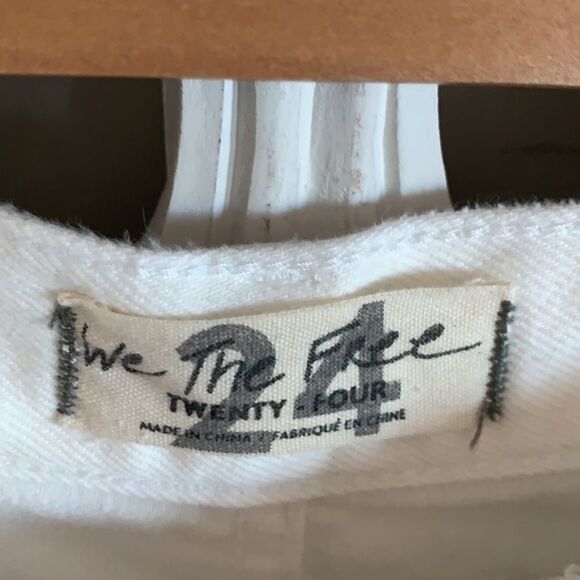 We The Free
24
TWENTY - FOUR
MADE IN CHINA / FABRIQUÉ EN CHINE